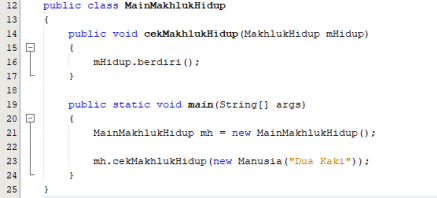 12 public class MainMakhlukHidup
13 {
14 public void cekMakhlukHidup(MakhlukHidup mHidup)
15 {
16 mHidup.berdiri();
17 }
18
19 public static void main(String[] args)
20 {
21 MainMakhlukHidup mh = new MainMakhlukHidup();
22
23 mh.cekMakhlukHidup(new Manusia("Dua Kaki"));
24 }
25 }